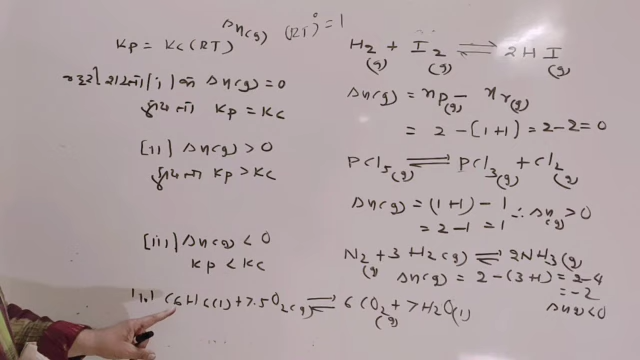 Kp = Kc (RT) Δn(g) (RT)° = 1
(i) Δn(g) = 0
Kp = Kc
[ii] Δn(g) > 0
Kp > Kc
[iii] Δn(g) < 0
Kp < Kc
H2(g) + I2(g) ⇌ 2HI(g)
Δn(g) = np(g) - nr(g)
= 2 - (1+1) = 2-2 = 0
PCl5(g) ⇌ PCl3(g) + Cl2(g)
Δn(g) = (1+1) - 1
= 2-1 = 1 ∴ Δn(g) > 0
N2(g) + 3H2(g) ⇌ 2NH3(g)
Δn(g) = 2 - (3+1) = 2-4
= -2
Δn(g) < 0
+ 7.5O2(g) ⇌ 6CO2(g) + 7H2O(l)